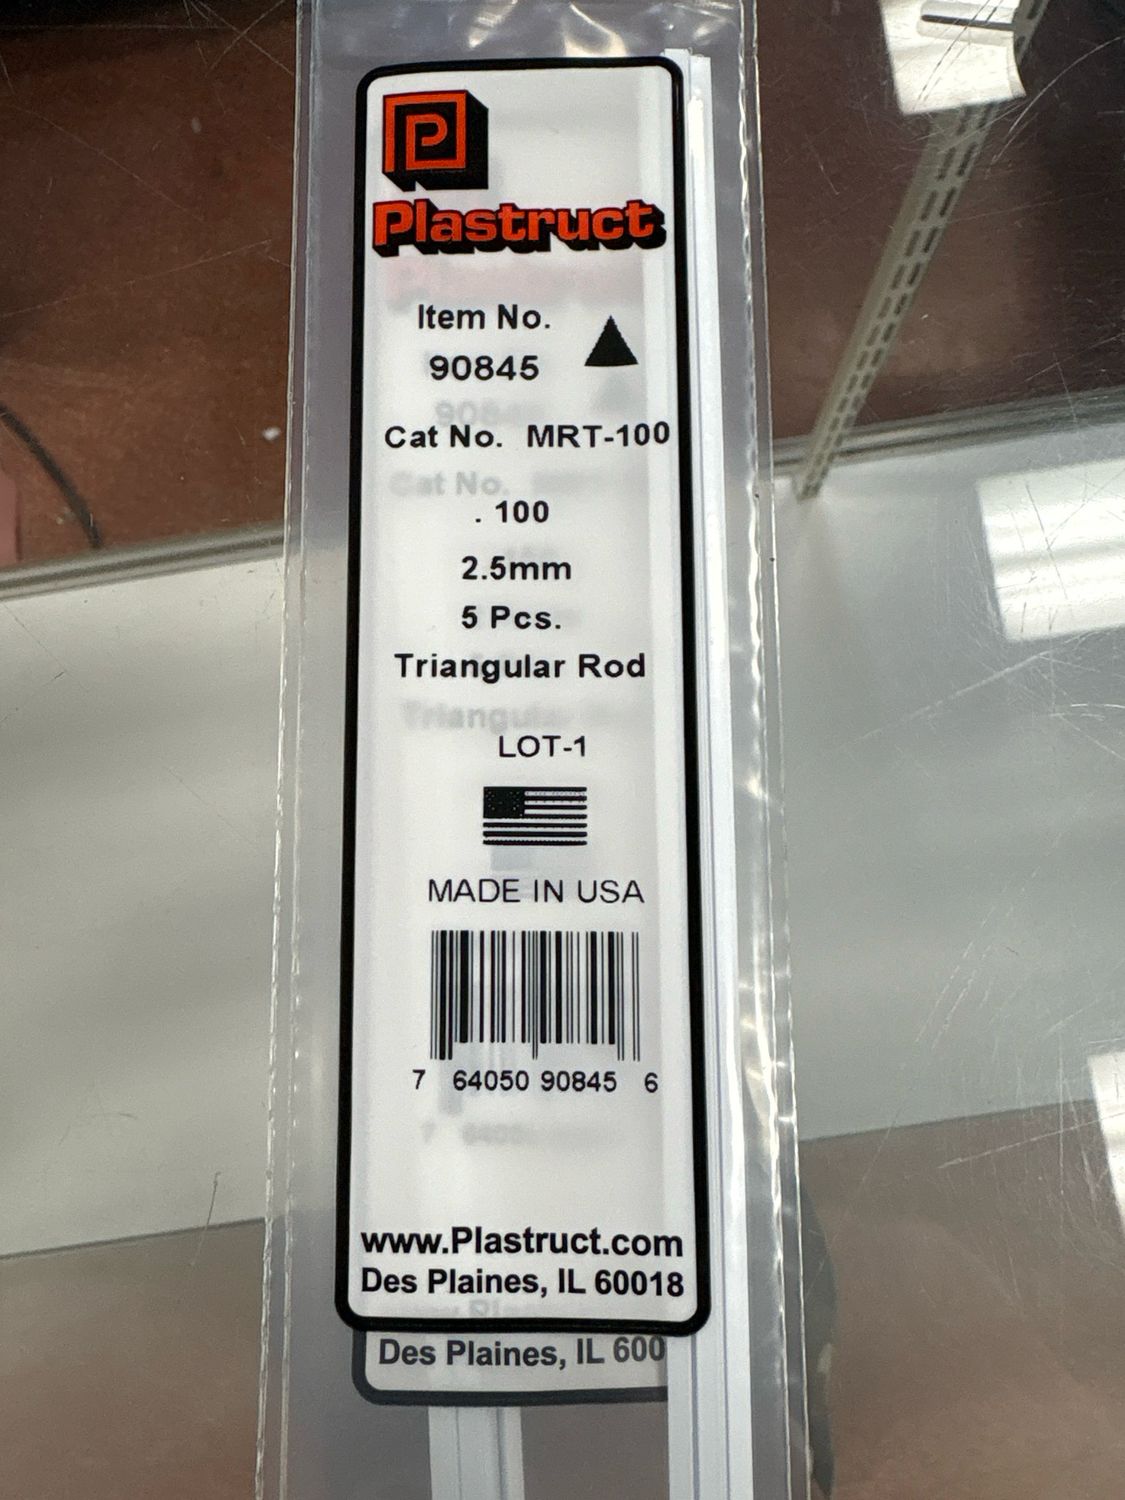 P
Plastruct
Item No.
90845
Cat No. MRT-100
. 100
2.5mm
5 Pcs.
Triangular Rod
LOT-1
MADE IN USA
7 64050 90845 6
www.Plastruct.com
Des Plaines, IL 60018
Des Plaines, IL 600